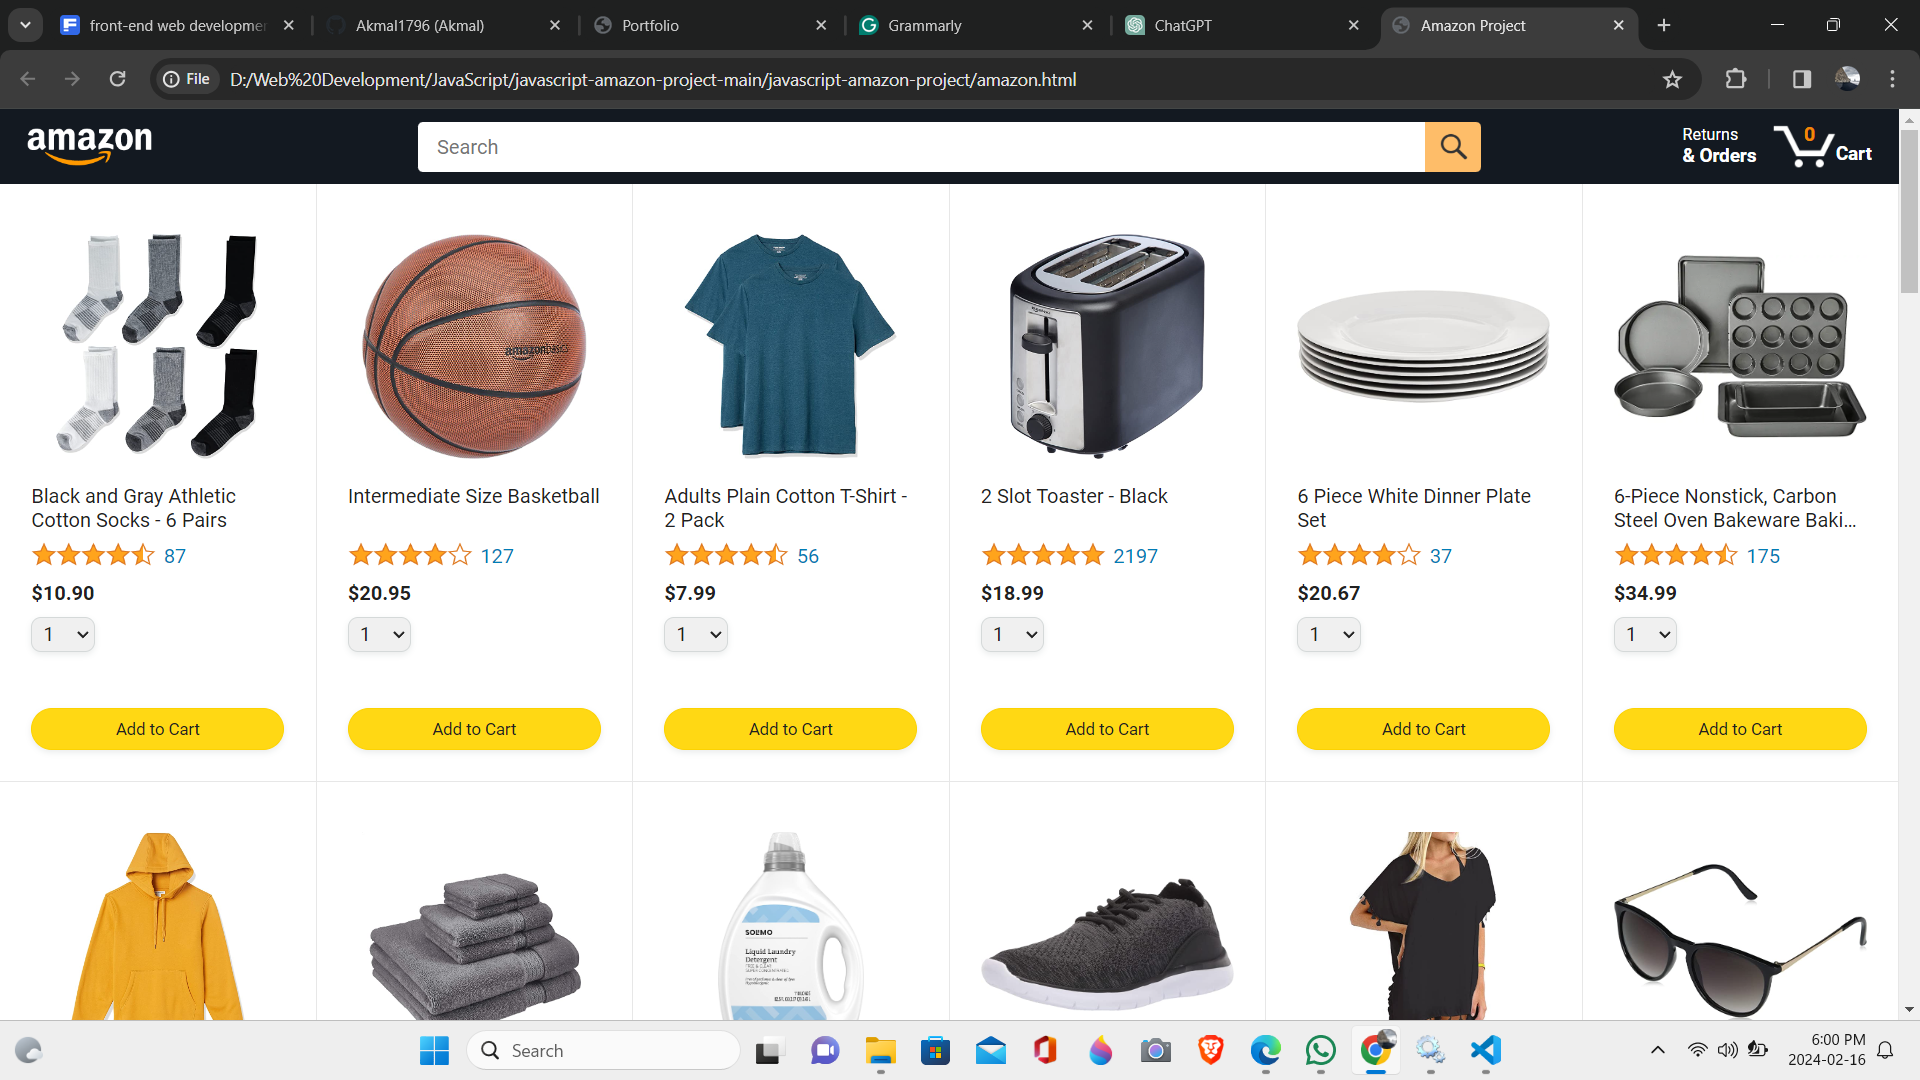 front-end web developmen
Akmal1796 (Akmal)
Portfolio
Grammarly
ChatGPT
Amazon Project
File
D:/Web%20Development/JavaScript/javascript-amazon-project-main/javascript-amazon-project/amazon.html
amazon
Search
Returns
& Orders
0
Cart
amazonbasics
Black and Gray Athletic
Cotton Socks - 6 Pairs
87
$10.90
1
Add to Cart
Intermediate Size Basketball
127
$20.95
1
Add to Cart
Adults Plain Cotton T-Shirt -
2 Pack
56
$7.99
1
Add to Cart
2 Slot Toaster - Black
2197
$18.99
1
Add to Cart
6 Piece White Dinner Plate
Set
37
$20.67
1
Add to Cart
6-Piece Nonstick, Carbon
Steel Oven Bakeware Baki...
175
$34.99
1
Add to Cart
SOLIMO
Liquid Laundry
Detergent
Search
6:00 PM
2024-02-16